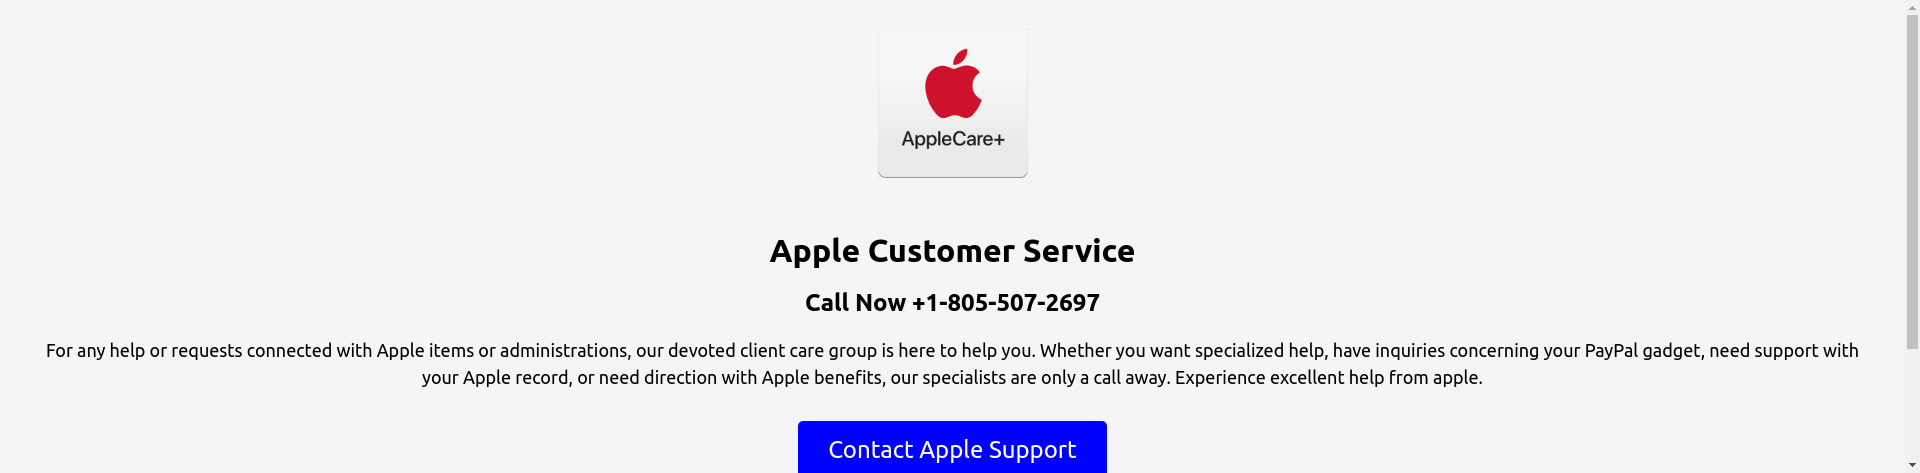 AppleCare+
Apple Customer Service
Call Now +1-805-507-2697
For any help or requests connected with Apple items or administrations, our devoted client care group is here to help you. Whether you want specialized help, have inquiries concerning your PayPal gadget, need support with
your Apple record, or need direction with Apple benefits, our specialists are only a call away. Experience excellent help from apple.
Contact Apple Support